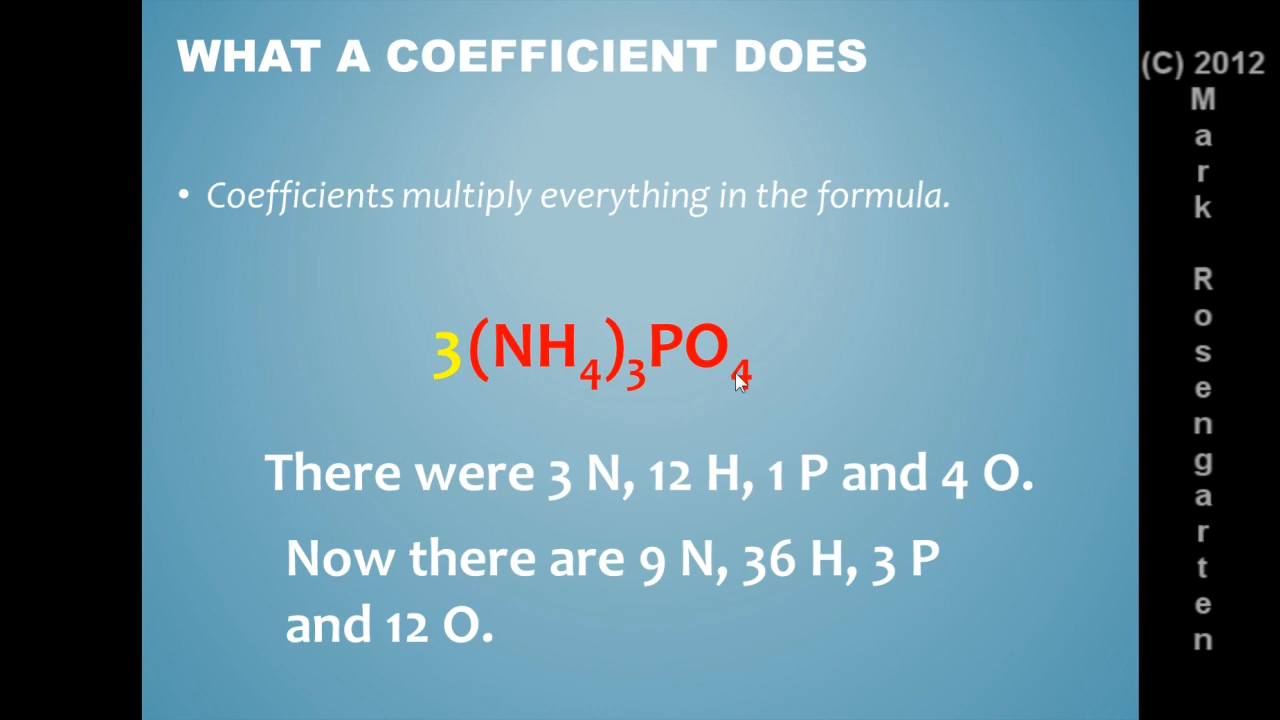 WHAT A COEFFICIENT DOES
• Coefficients multiply everything in the formula.
3(NH₄)₃PO₄
There were 3 N, 12 H, 1 P and 4 O.
Now there are 9 N, 36 H, 3 P
and 12 O.
(C) 2012
M
a
r
k
R
o
s
e
n
g
a
r
t
e
n